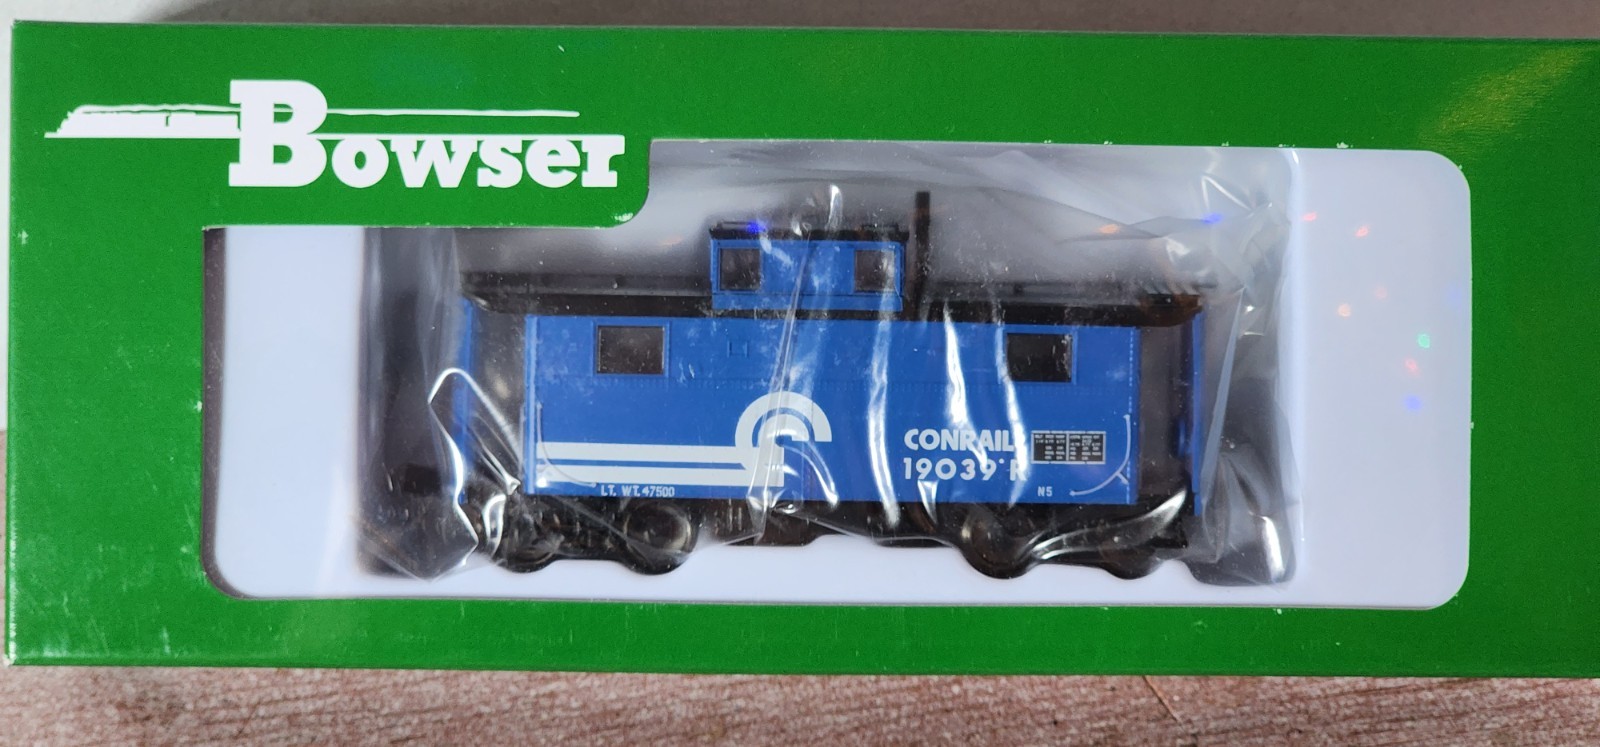 Bowser
CONRAIL
19039 R
LT. WT. 47500
N5